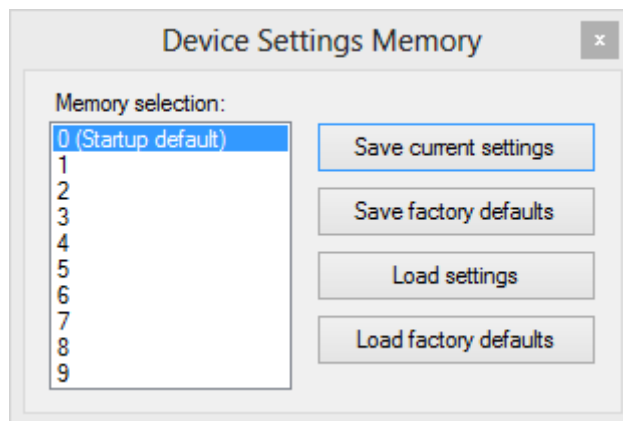 Device Settings Memory
x
Memory selection:
0 (Startup default)
1
2
3
4
5
6
7
8
9
Save current settings
Save factory defaults
Load settings
Load factory defaults